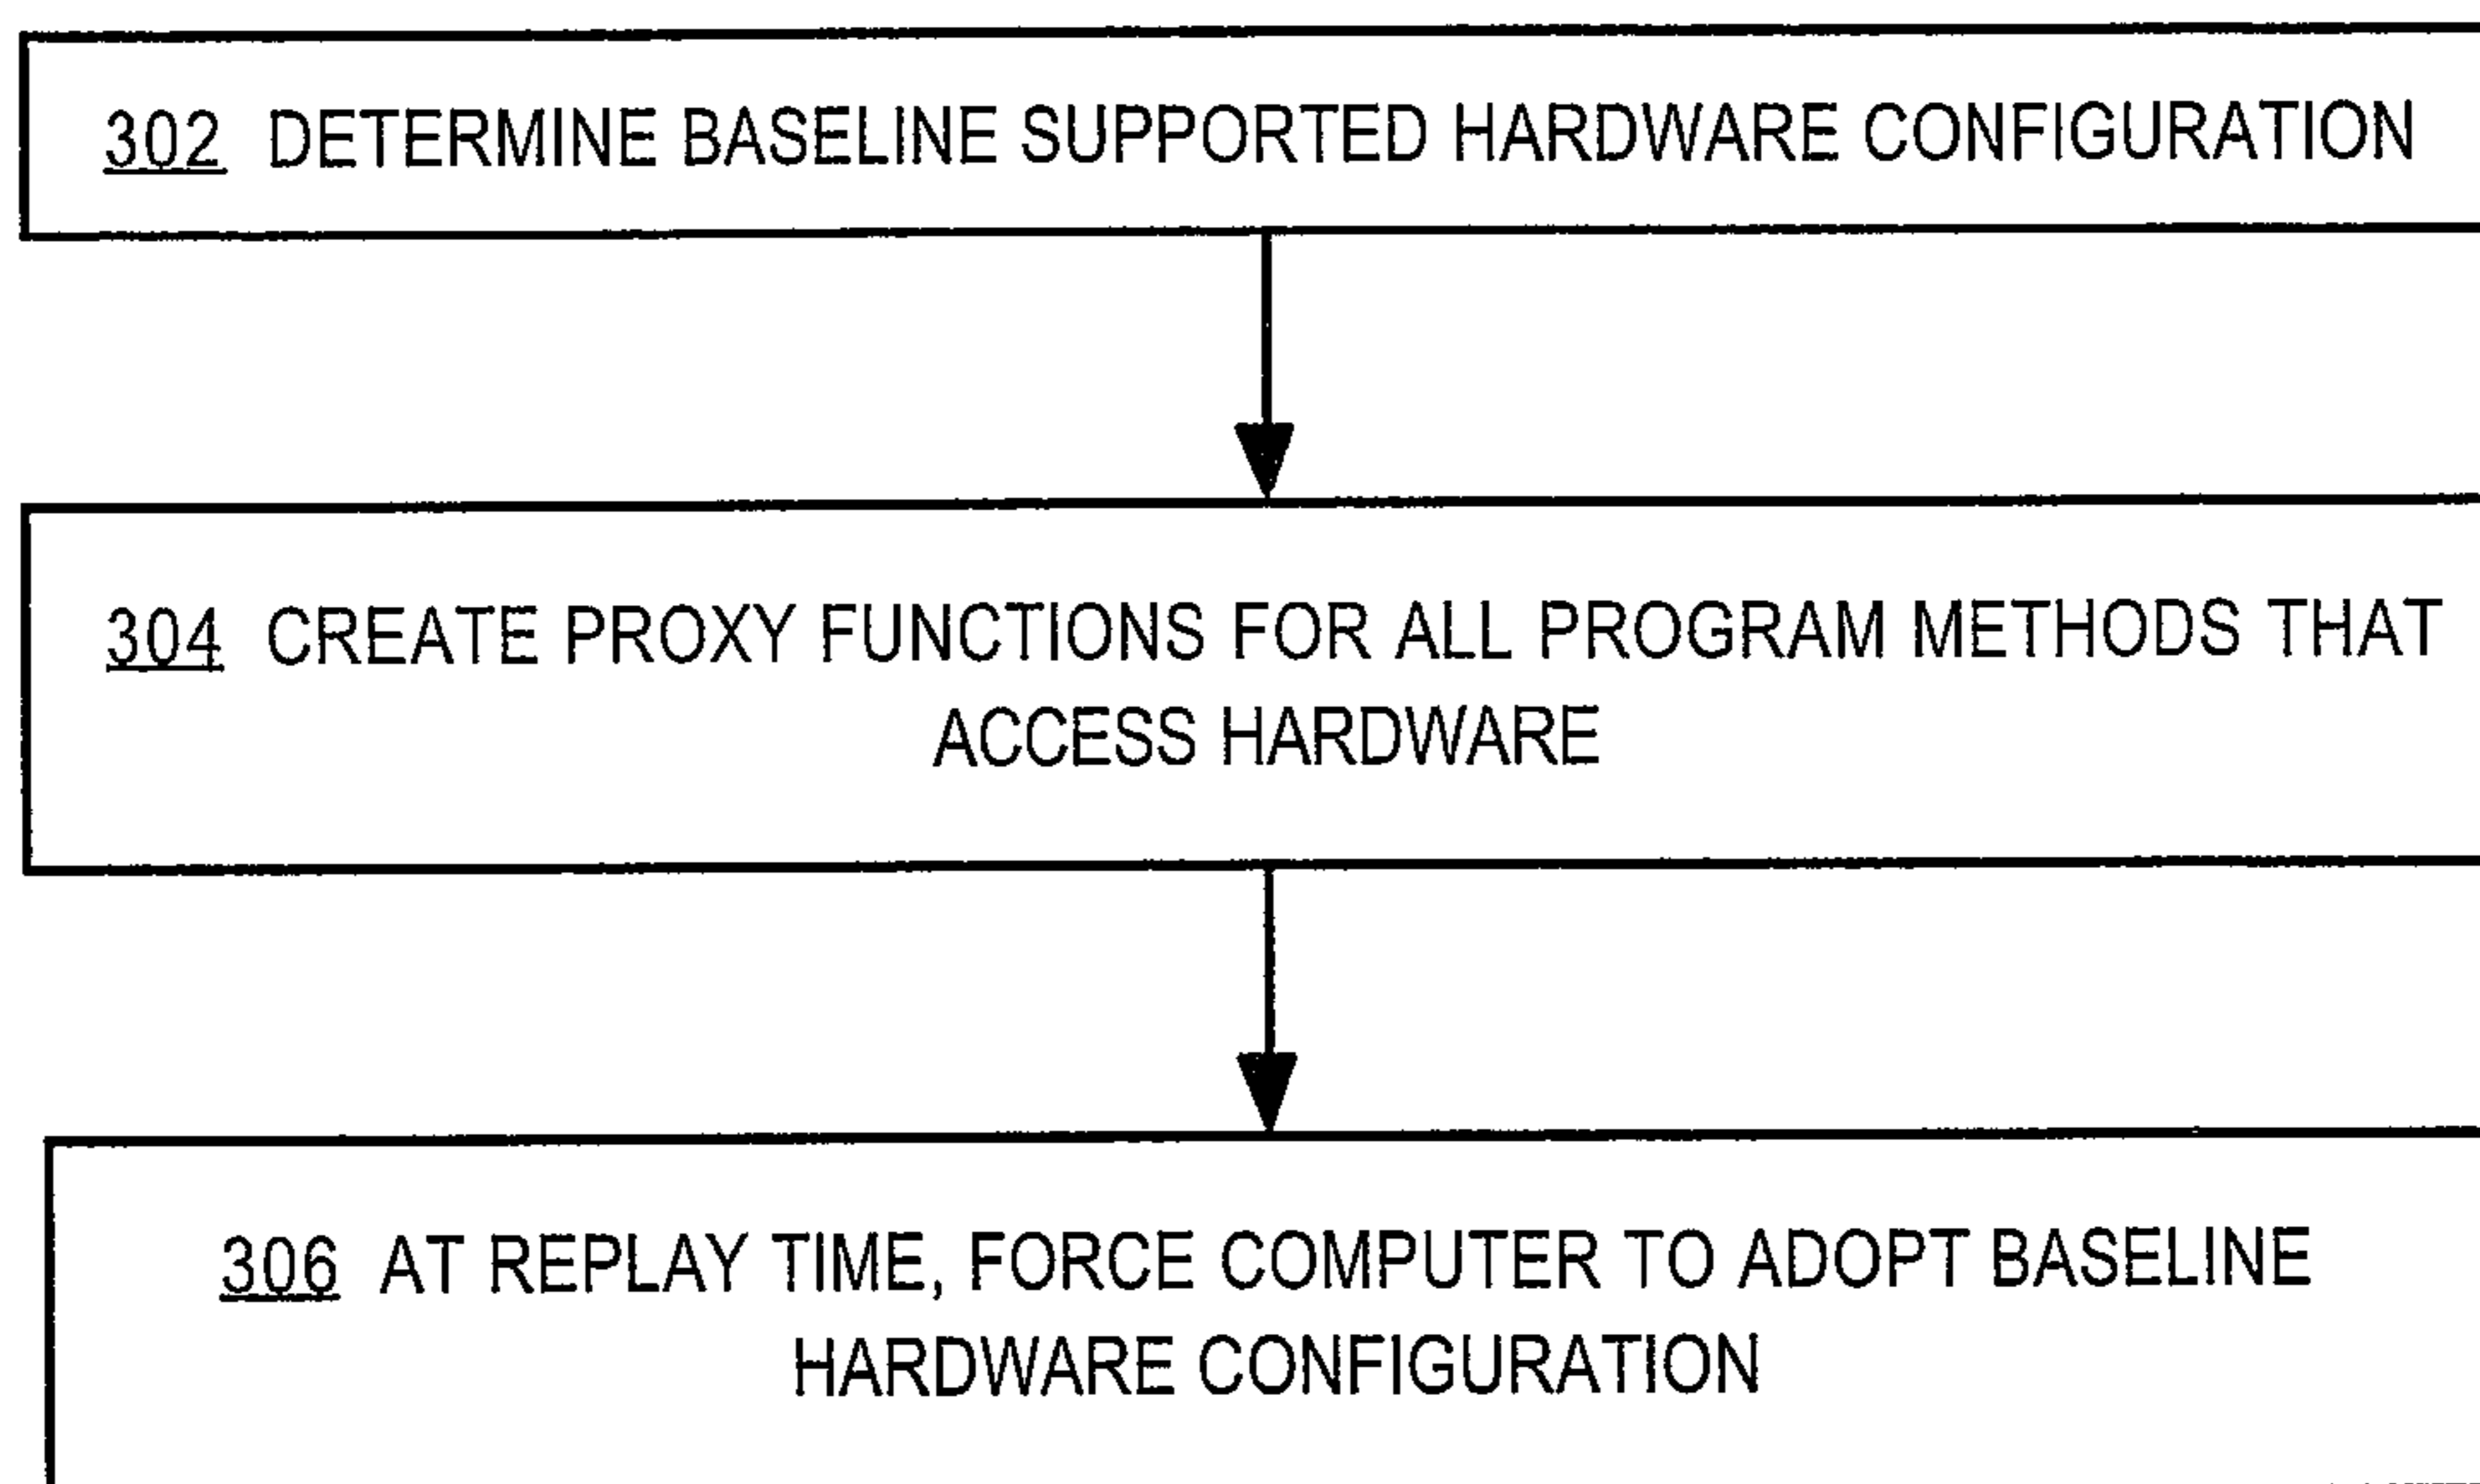 302 DETERMINE BASELINE SUPPORTED HARDWARE CONFIGURATION
304 CREATE PROXY FUNCTIONS FOR ALL PROGRAM METHODS THAT
ACCESS HARDWARE
306 AT REPLAY TIME, FORCE COMPUTER TO ADOPT BASELINE
HARDWARE CONFIGURATION